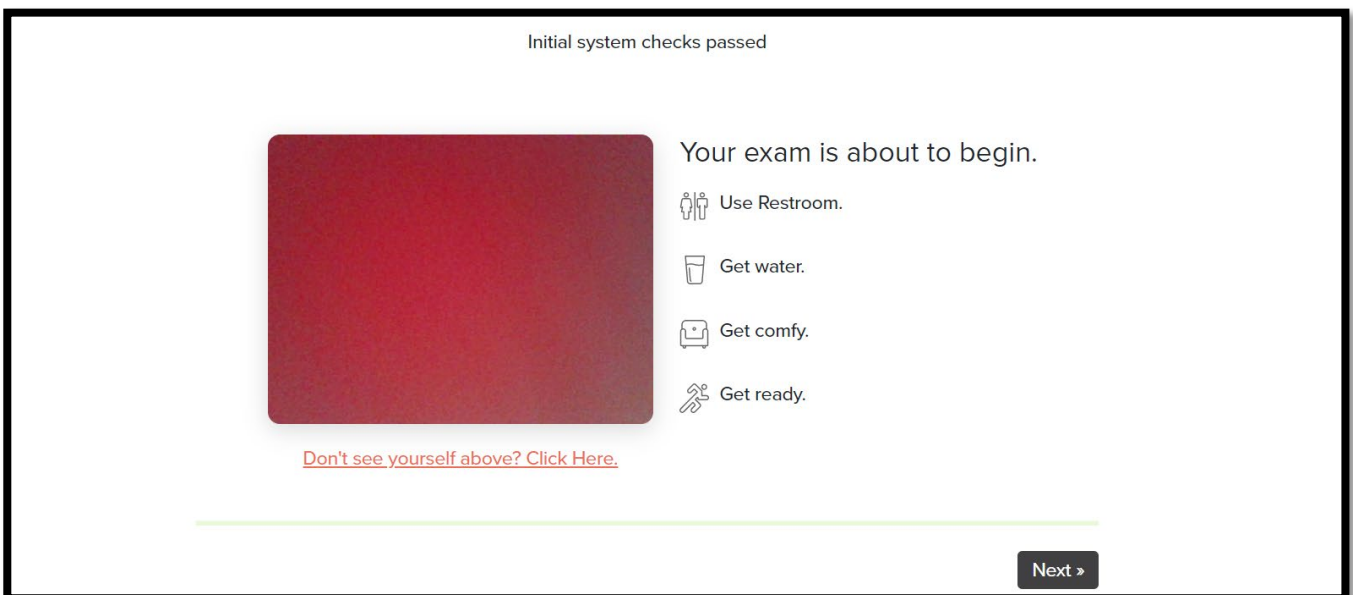 Initial system checks passed
Your exam is about to begin.
Use Restroom.
Get water.
Get comfy.
Get ready.
Don't see yourself above? Click Here.
Next »